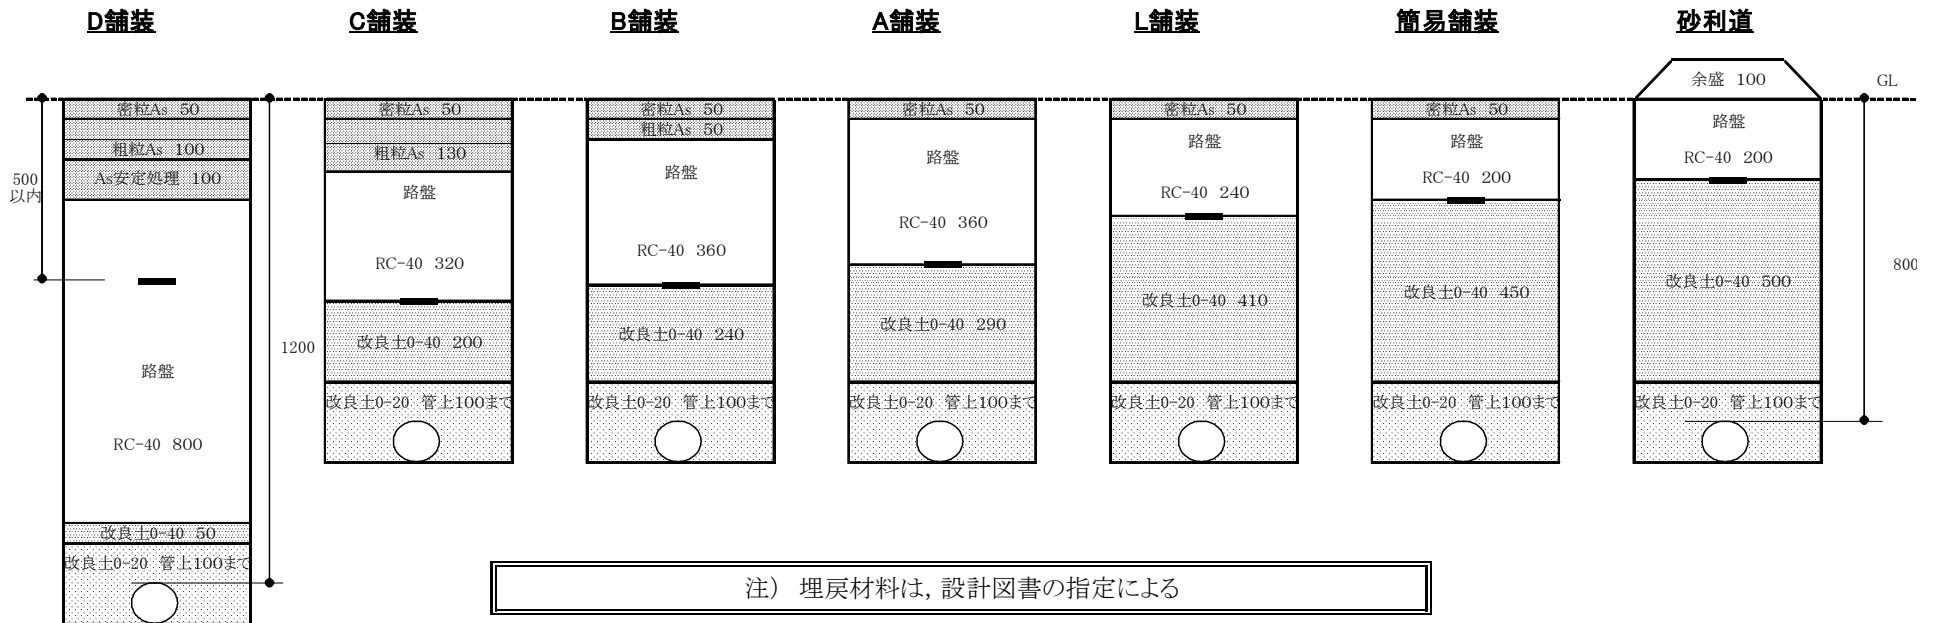 D舗装
C舗装
B舗装
A舗装
L舗装
簡易舗装
砂利道
密粒As 50
粗粒As 100
As安定処理 100
500
以内
路盤
RC-40 800
改良土0-40 50
改良土0-20 管上100まで
1200
密粒As 50
粗粒As 130
路盤
RC-40 320
改良土0-40 200
改良土0-20 管上100まで
密粒As 50
粗粒As 50
路盤
RC-40 360
改良土0-40 240
改良土0-20 管上100まで
密粒As 50
路盤
RC-40 360
改良土0-40 290
改良土0-20 管上100まで
密粒As 50
路盤
RC-40 240
改良土0-40 410
改良土0-20 管上100まで
密粒As 50
路盤
RC-40 200
改良土0-40 450
改良土0-20 管上100まで
余盛 100
路盤
RC-40 200
改良土0-40 500
改良土0-20 管上100まで
GL
800
注） 埋戻材料は,設計図書の指定による